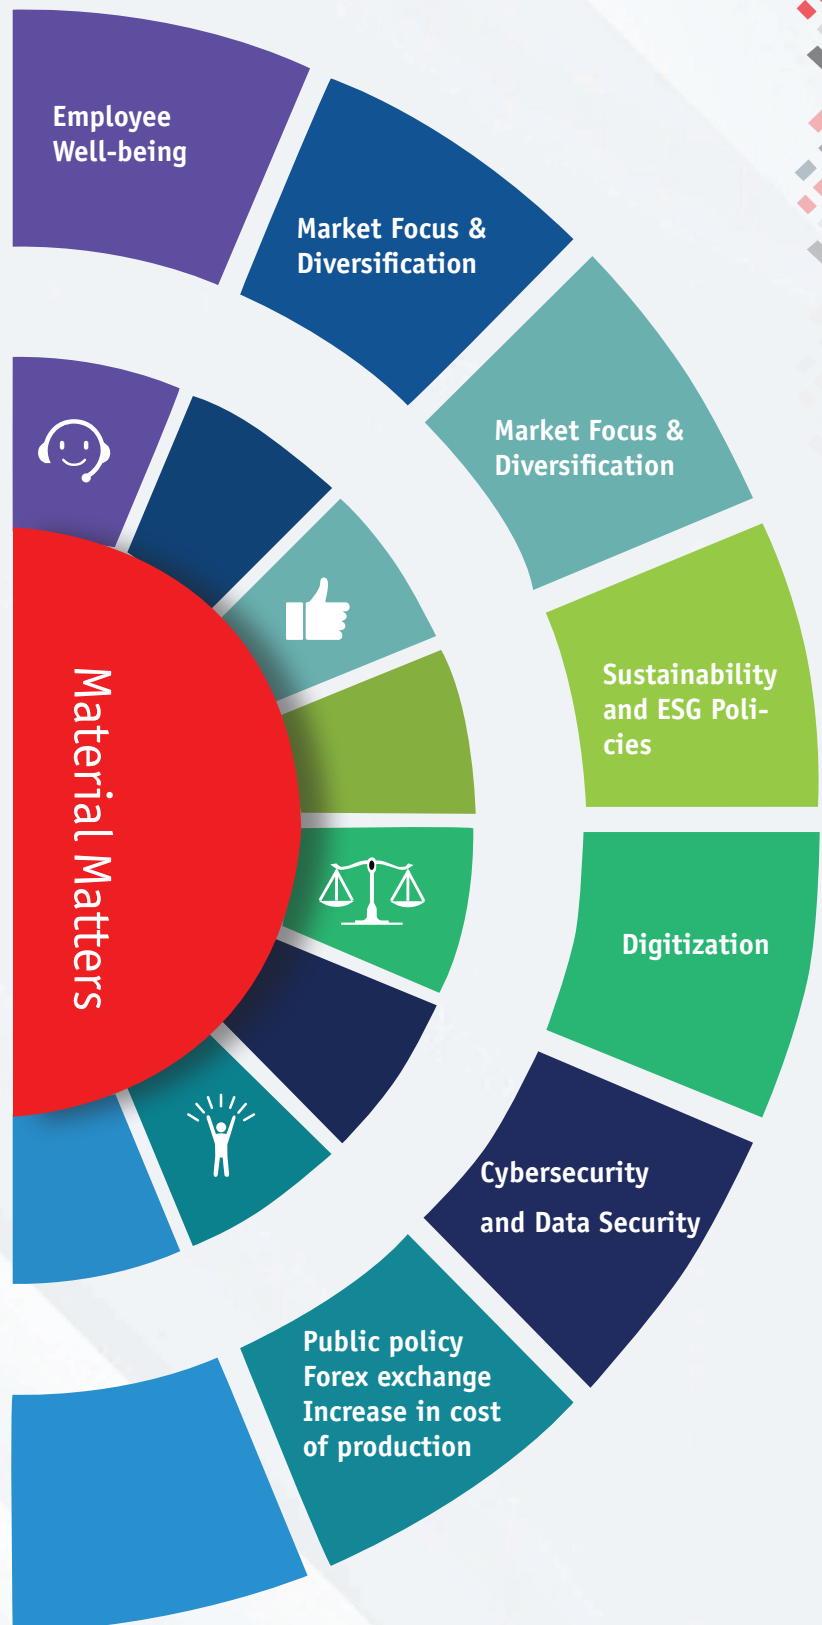 Employee
Well-being
Market Focus &
Diversification
Market Focus &
Diversification
Sustainability
and ESG Poli-
cies
Digitization
Cybersecurity
and Data Security
Public policy
Forex exchange
Increase in cost
of production
Material Matters